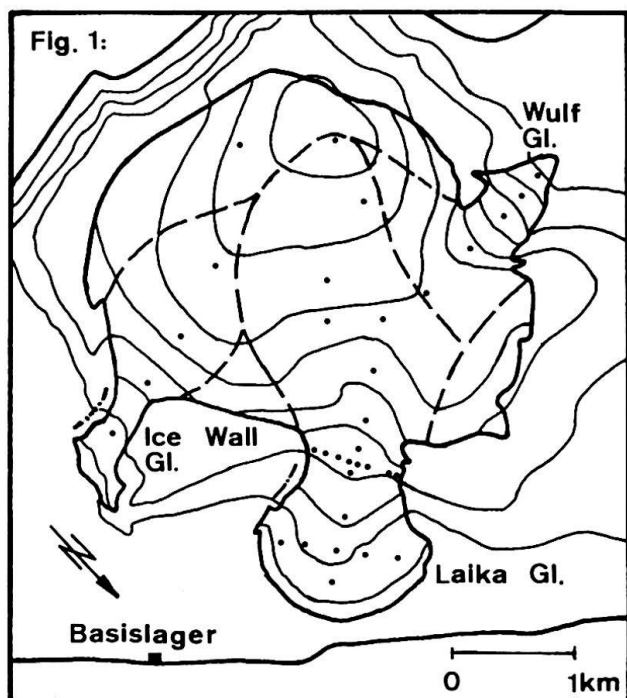 Fig. 1:
Wulf
Gl.
Ice Wall
Gl.
Laika Gl.
N
Basislager
0 1km